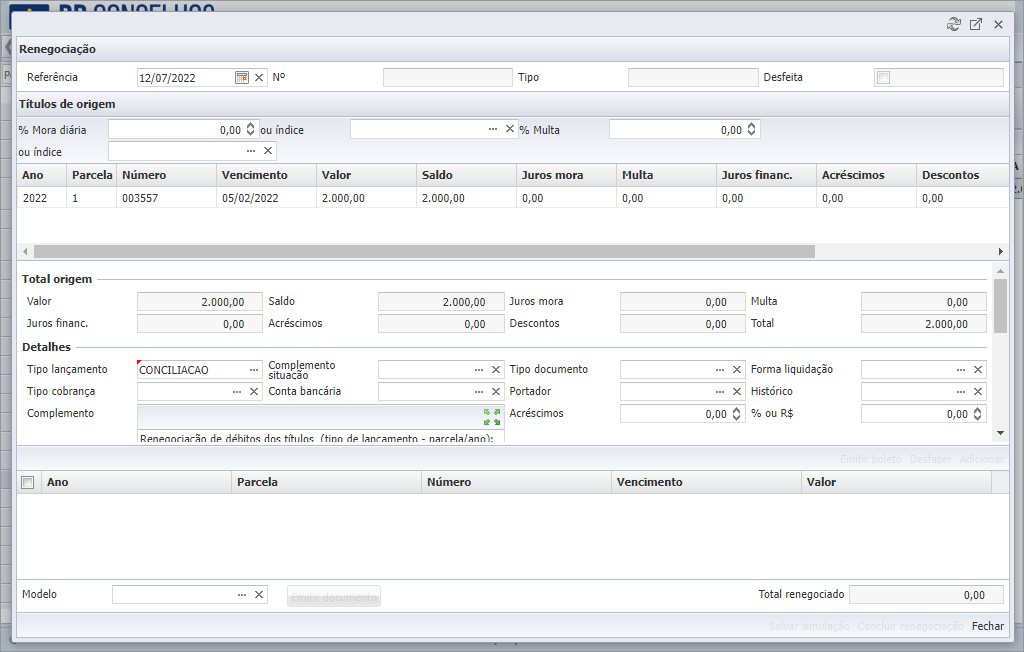 Renegociação
Referência 12/07/2022 Nº Tipo Desfeita
Títulos de origem
% Mora diária 0,00 ou índice ... % Multa 0,00
ou índice ...
Ano Parcela Número Vencimento Valor Saldo Juros mora Multa Juros financ. Acréscimos Descontos
2022 1 003557 05/02/2022 2.000,00 2.000,00 0,00 0,00 0,00 0,00 0,00
Total origem
Valor 2.000,00 Saldo 2.000,00 Juros mora 0,00 Multa 0,00
Juros financ. 0,00 Acréscimos 0,00 Descontos 0,00 Total 2.000,00
Detalhes
Tipo lançamento CONCILIACAO ... Complemento situação ... Tipo documento ... Forma liquidação ...
Tipo cobrança ... Conta bancária ... Portador ... Histórico ...
Complemento Acréscimos 0,00 % ou R$ 0,00
Renegociação de débitos dos títulos (tipo de lançamento - parcela/ano):
Emitir boleto Desfazer Adicionar
Ano Parcela Número Vencimento Valor
Modelo ... Emitir documento Total renegociado 0,00
Salvar simulação Concluir renegociação Fechar